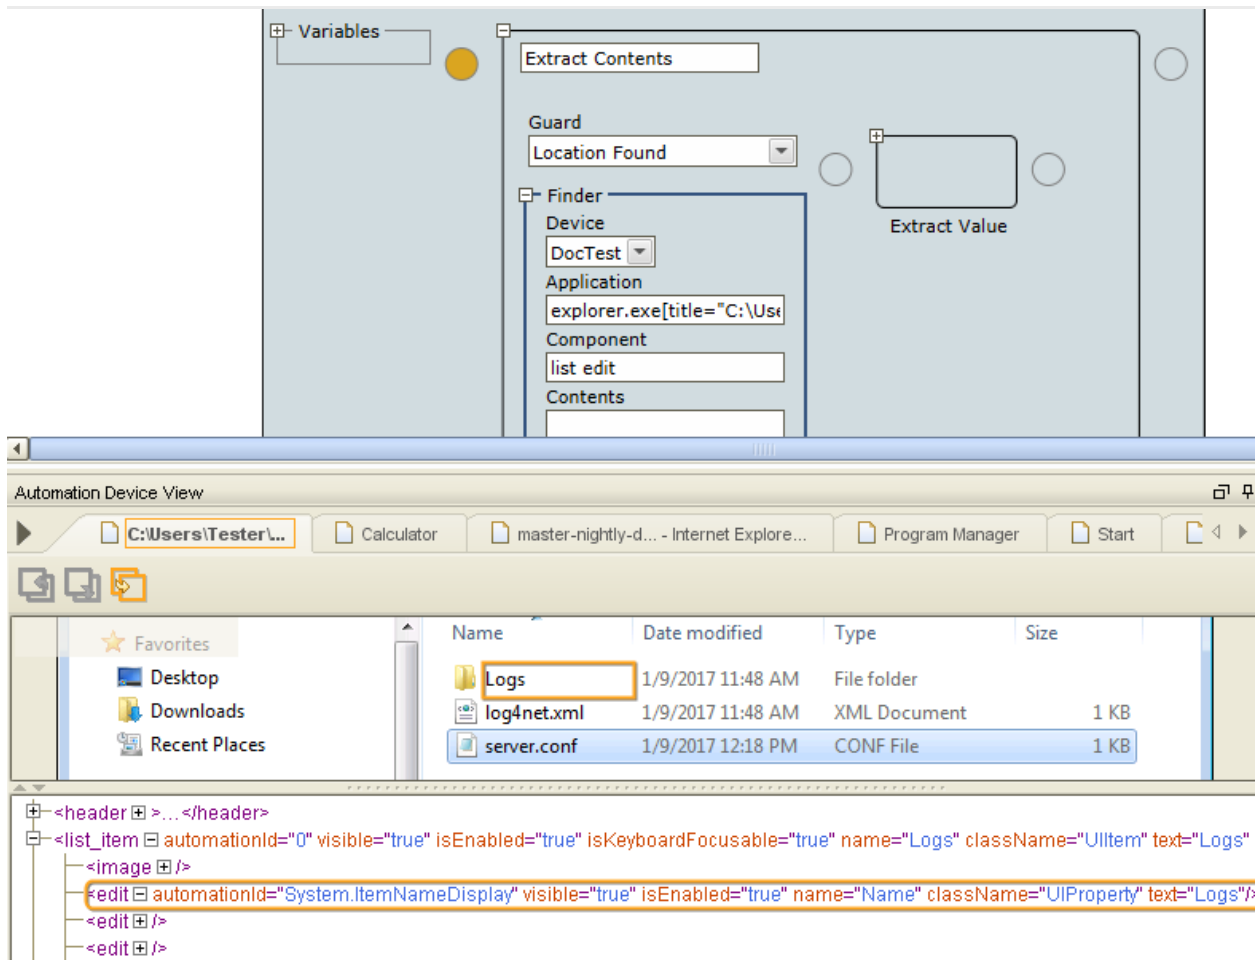 Variables
Extract Contents
Guard
Location Found
Finder
Device
DocTest
Application
explorer.exe[title="C:\Use
Component
list edit
Contents
Extract Value
Automation Device View
C:\Users\Tester\...
Calculator
master-nightly-d... - Internet Explore...
Program Manager
Start
Favorites
Desktop
Downloads
Recent Places
Name Date modified Type Size
Logs 1/9/2017 11:48 AM File folder
log4net.xml 1/9/2017 11:48 AM XML Document 1 KB
server.conf 1/9/2017 12:18 PM CONF File 1 KB
<header >...</header>
<list_item automationId="0" visible="true" isEnabled="true" isKeyboardFocusable="true" name="Logs" className="UIItem" text="Logs"
<image />
<edit automationId="System.ItemNameDisplay" visible="true" isEnabled="true" name="Name" className="UIProperty" text="Logs"/>
<edit />
<edit />